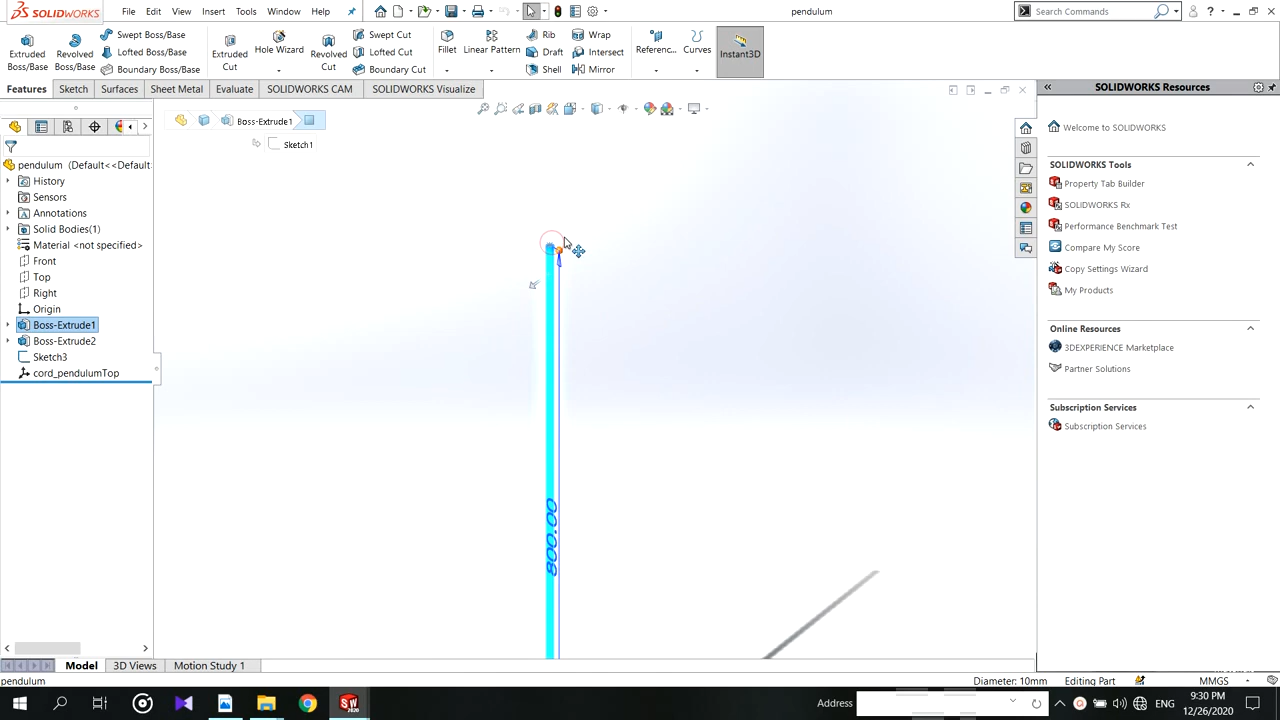 SOLIDWORKS File Edit View Insert Tools Window Help pendulum Search Commands
Extruded Boss/Base Revolved Boss/Base Swept Boss/Base Lofted Boss/Base Boundary Boss/Base Extruded Cut Hole Wizard Revolved Cut Swept Cut Lofted Cut Boundary Cut Fillet Linear Pattern Rib Draft Shell Wrap Intersect Mirror Referenc... Curves Instant3D
Features Sketch Surfaces Sheet Metal Evaluate SOLIDWORKS CAM SOLIDWORKS Visualize
SOLIDWORKS Resources
Boss-Extrude1
Sketch1
pendulum (Default<<Default
History
Sensors
Annotations
Solid Bodies(1)
Material <not specified>
Front
Top
Right
Origin
Boss-Extrude1
Boss-Extrude2
Sketch3
cord_pendulumTop
800.00
Welcome to SOLIDWORKS
SOLIDWORKS Tools
Property Tab Builder
SOLIDWORKS Rx
Performance Benchmark Test
Compare My Score
Copy Settings Wizard
My Products
Online Resources
3DEXPERIENCE Marketplace
Partner Solutions
Subscription Services
Subscription Services
Model 3D Views Motion Study 1
pendulum Diameter: 10mm Editing Part MMGS
Address ENG 9:30 PM
12/26/2020